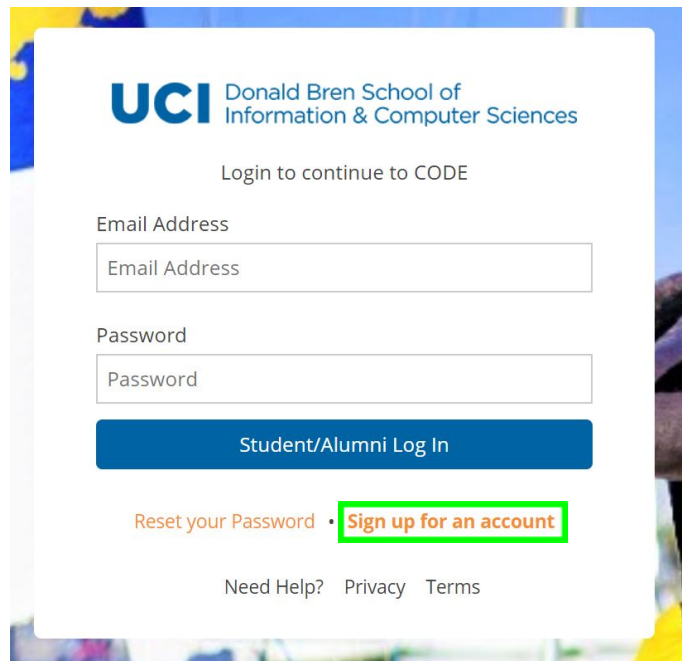 UCI Donald Bren School of
Information & Computer Sciences
Login to continue to CODE
Email Address
Email Address
Password
Password
Student/Alumni Log In
Reset your Password • Sign up for an account
Need Help? Privacy Terms